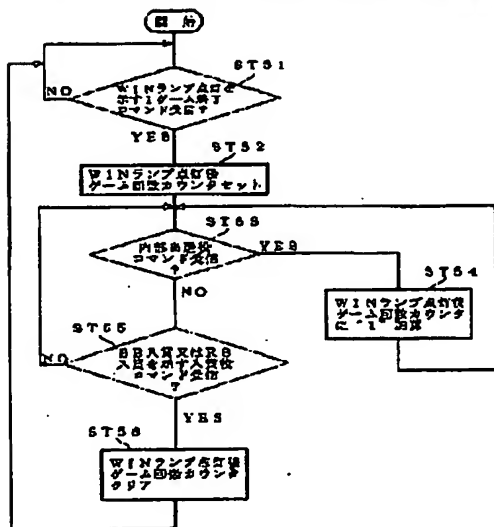 開始
ST51
WINランプ点灯を
示す1ゲーム終了
コマンド受信?
NO
YES
ST52
WINランプ点灯後
ゲーム回数カウンタセット
ST53
内部当選役
コマンド受信
?
YES
NO
ST54
WINランプ点灯後
ゲーム回数カウンタ
に"1"加算
ST55
BB入賞又はRB
入賞を示す入賞役
コマンド受信
?
NO
YES
ST56
WINランプ点灯後
ゲーム回数カウンタ
クリア